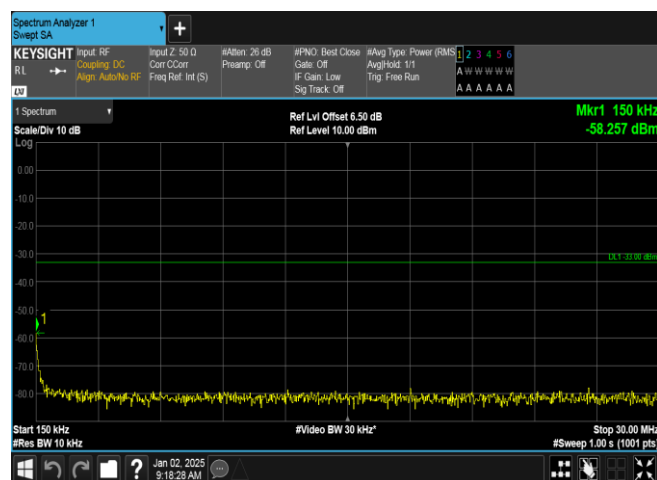 Spectrum Analyzer 1
Swept SA
+
KEYSIGHT
RL
LXI
Input: RF
Coupling: DC
Align: Auto/No RF
Input Z: 50 Ω
Corr CCorr
Freq Ref: Int (S)
#Atten: 26 dB
Preamp: Off
#PNO: Best Close
Gate: Off
IF Gain: Low
Sig Track: Off
#Avg Type: Power (RMS
Avg|Hold: 1/1
Trig: Free Run
1 2 3 4 5 6
A W W W W W
A A A A A A
1 Spectrum
Scale/Div 10 dB
Ref Lvl Offset 6.50 dB
Ref Level 10.00 dBm
Mkr1 150 kHz
-58.257 dBm
Log
0.00
-10.0
-20.0
-30.0
DL1 -33.00 dBm
-40.0
-50.0
1
-60.0
-70.0
-80.0
Start 150 kHz
#Res BW 10 kHz
#Video BW 30 kHz*
Stop 30.00 MHz
#Sweep 1.00 s (1001 pts)
?
Jan 02, 2025
9:18:28 AM